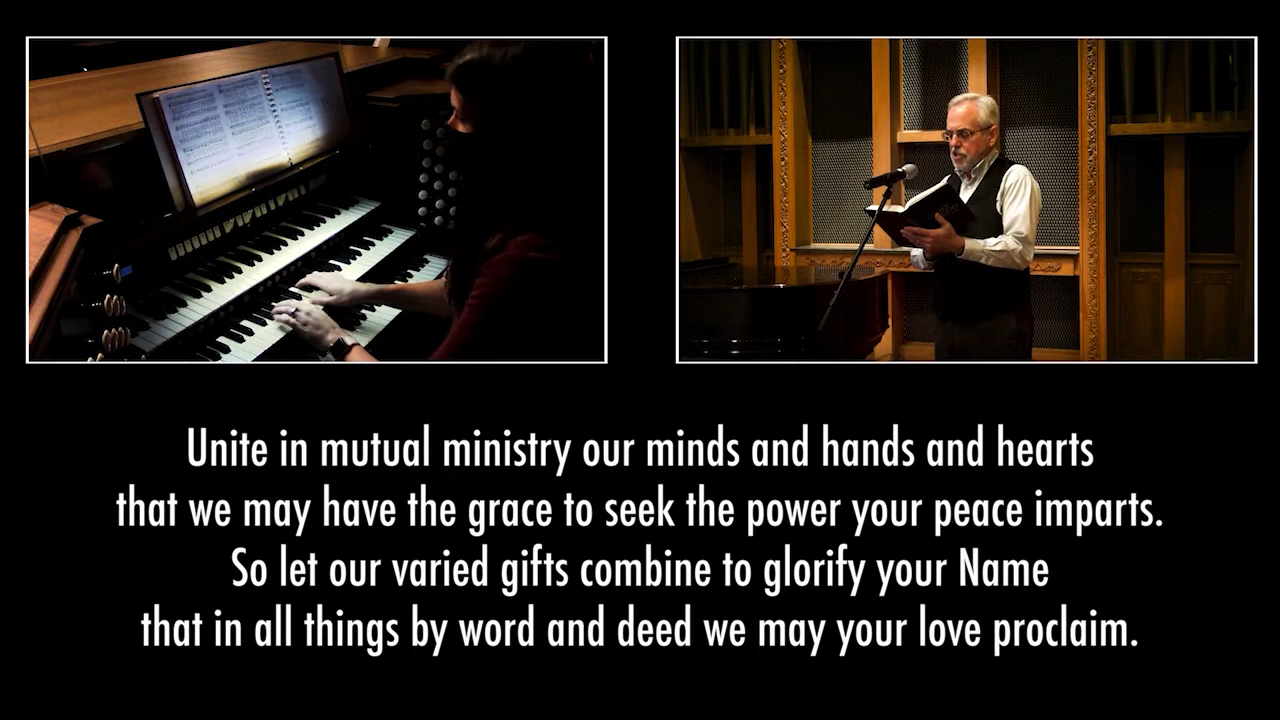 Unite in mutual ministry our minds and hands and hearts
that we may have the grace to seek the power your peace imparts.
So let our varied gifts combine to glorify your Name
that in all things by word and deed we may your love proclaim.